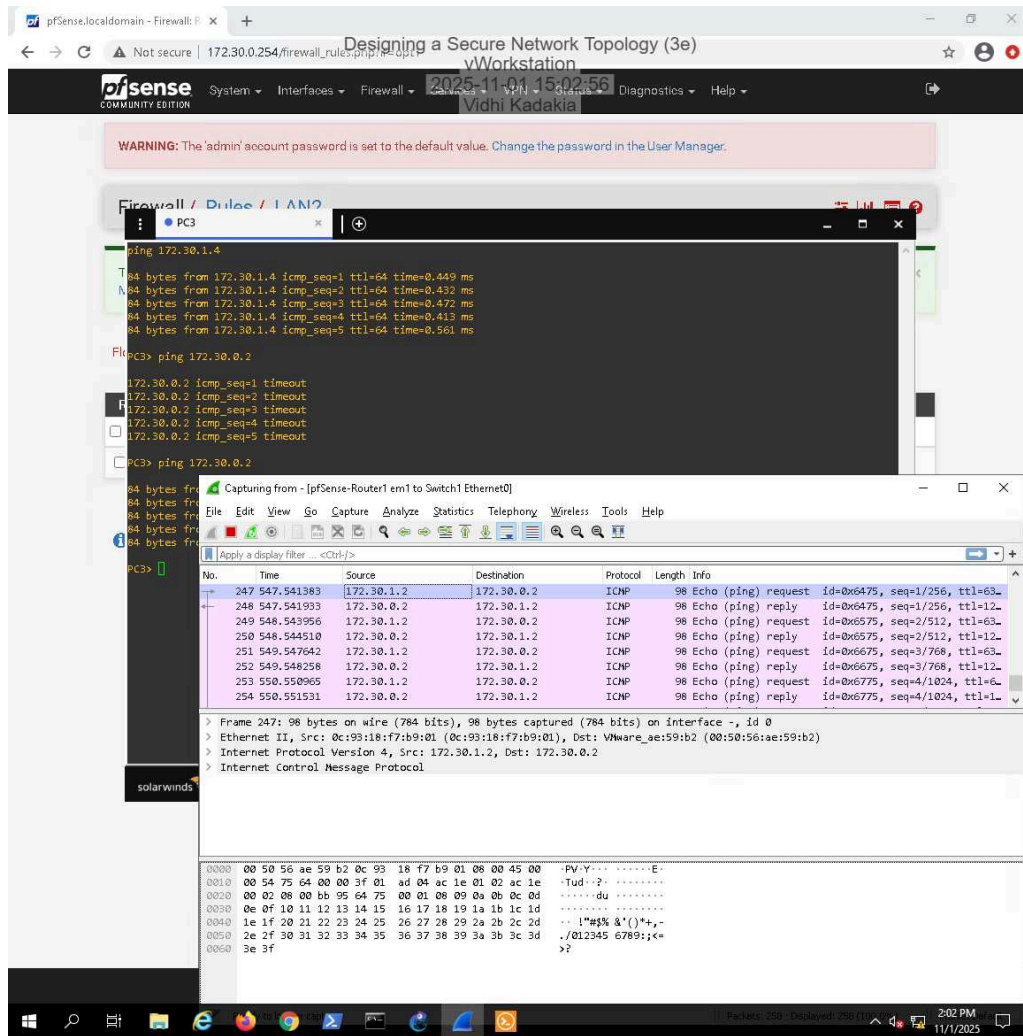 pfSense.localdomain - Firewall: R
Not secure | 172.30.0.254/firewall_rules.php?if=opt1
Designing a Secure Network Topology (3e)
vWorkstation
2025-11-01 15:02:56
Vidhi Kadakia
pfsense
COMMUNITY EDITION
System Interfaces Firewall Services VPN Status Diagnostics Help
WARNING: The 'admin' account password is set to the default value. Change the password in the User Manager.
Firewall / Rules / LAN2
PC3
ping 172.30.1.4
84 bytes from 172.30.1.4 icmp_seq=1 ttl=64 time=0.449 ms
84 bytes from 172.30.1.4 icmp_seq=2 ttl=64 time=0.432 ms
84 bytes from 172.30.1.4 icmp_seq=3 ttl=64 time=0.472 ms
84 bytes from 172.30.1.4 icmp_seq=4 ttl=64 time=0.413 ms
84 bytes from 172.30.1.4 icmp_seq=5 ttl=64 time=0.561 ms
PC3> ping 172.30.0.2
172.30.0.2 icmp_seq=1 timeout
172.30.0.2 icmp_seq=2 timeout
172.30.0.2 icmp_seq=3 timeout
172.30.0.2 icmp_seq=4 timeout
172.30.0.2 icmp_seq=5 timeout
PC3> ping 172.30.0.2
84 bytes fr
84 bytes fr
84 bytes fr
84 bytes fr
84 bytes fr
PC3>
solarwinds
Capturing from - [pfSense-Router1 em1 to Switch1 Ethernet0]
File Edit View Go Capture Analyze Statistics Telephony Wireless Tools Help
Apply a display filter ... <Ctrl-/>
No. Time Source Destination Protocol Length Info
247 547.541383 172.30.1.2 172.30.0.2 ICMP 98 Echo (ping) request id=0x6475, seq=1/256, ttl=63…
248 547.541933 172.30.0.2 172.30.1.2 ICMP 98 Echo (ping) reply id=0x6475, seq=1/256, ttl=12…
249 548.543956 172.30.1.2 172.30.0.2 ICMP 98 Echo (ping) request id=0x6575, seq=2/512, ttl=63…
250 548.544510 172.30.0.2 172.30.1.2 ICMP 98 Echo (ping) reply id=0x6575, seq=2/512, ttl=12…
251 549.547642 172.30.1.2 172.30.0.2 ICMP 98 Echo (ping) request id=0x6675, seq=3/768, ttl=63…
252 549.548258 172.30.0.2 172.30.1.2 ICMP 98 Echo (ping) reply id=0x6675, seq=3/768, ttl=12…
253 550.550965 172.30.1.2 172.30.0.2 ICMP 98 Echo (ping) request id=0x6775, seq=4/1024, ttl=6…
254 550.551531 172.30.0.2 172.30.1.2 ICMP 98 Echo (ping) reply id=0x6775, seq=4/1024, ttl=1…
Frame 247: 98 bytes on wire (784 bits), 98 bytes captured (784 bits) on interface -, id 0
Ethernet II, Src: 0c:93:18:f7:b9:01 (0c:93:18:f7:b9:01), Dst: VMware_ae:59:b2 (00:50:56:ae:59:b2)
Internet Protocol Version 4, Src: 172.30.1.2, Dst: 172.30.0.2
Internet Control Message Protocol
0000 00 50 56 ae 59 b2 0c 93 18 f7 b9 01 08 00 45 00 ·PV·Y··· ······E·
0010 00 54 75 64 00 00 3f 01 ad 04 ac 1e 01 02 ac 1e ·Tud··?· ········
0020 00 02 08 00 bb 95 64 75 00 01 08 09 0a 0b 0c 0d ······du ········
0030 0e 0f 10 11 12 13 14 15 16 17 18 19 1a 1b 1c 1d ········ ········
0040 1e 1f 20 21 22 23 24 25 26 27 28 29 2a 2b 2c 2d ·· !"#$% &'()*+,-
0050 2e 2f 30 31 32 33 34 35 36 37 38 39 3a 3b 3c 3d ./012345 6789:;<=
0060 3e 3f >?
Packets: 258 · Displayed: 258 (100.0%)
2:02 PM
11/1/2025